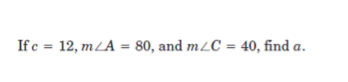 If c = 12, m∠A = 80, and m∠C = 40, find a.